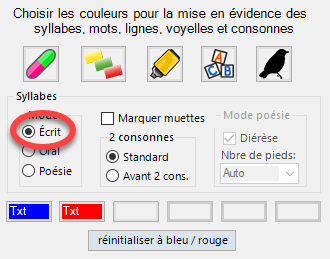 Choisir les couleurs pour la mise en évidence des
syllabes, mots, lignes, voyelles et consonnes
A
B C
Syllabes
Mode
Écrit
Oral
Poésie
Marquer muettes
2 consonnes
Standard
Avant 2 cons.
Mode poésie
Diérèse
Nbre de pieds:
Auto
Txt Txt
réinitialiser à bleu / rouge